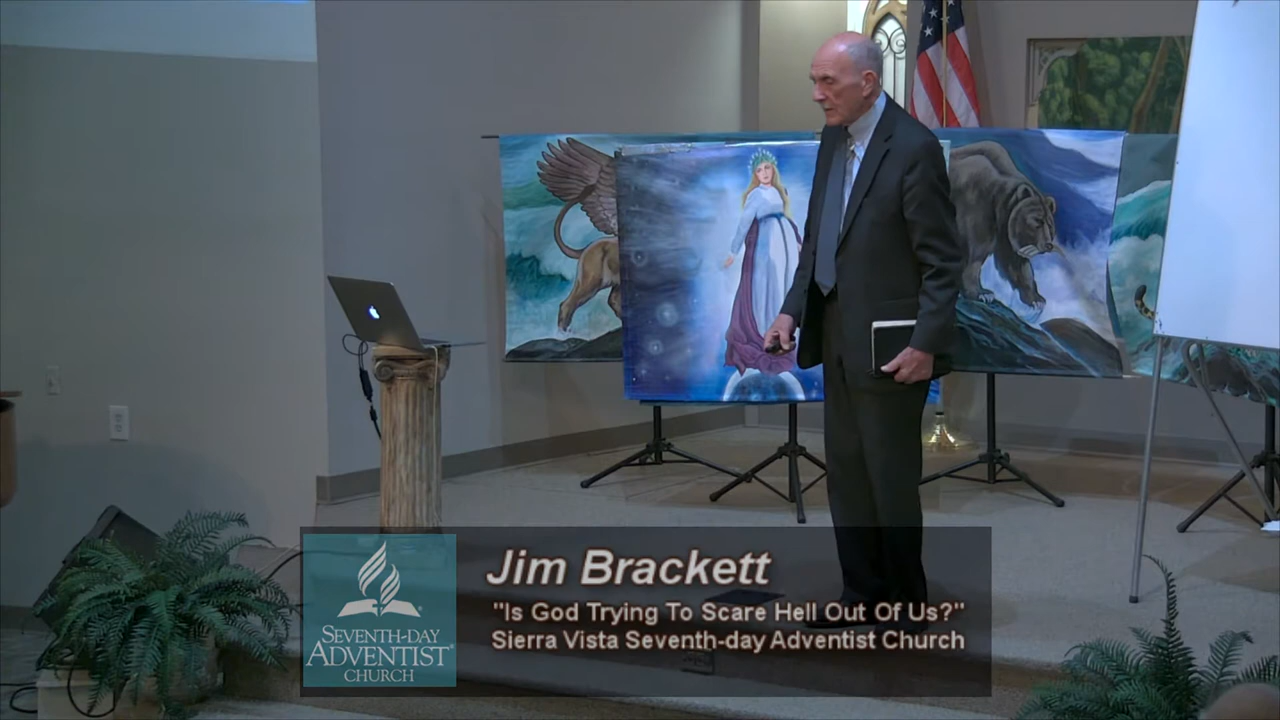 Jim Brackett
"Is God Trying To Scare Hell Out Of Us?"
Sierra Vista Seventh-day Adventist Church
SEVENTH-DAY
ADVENTIST®
CHURCH